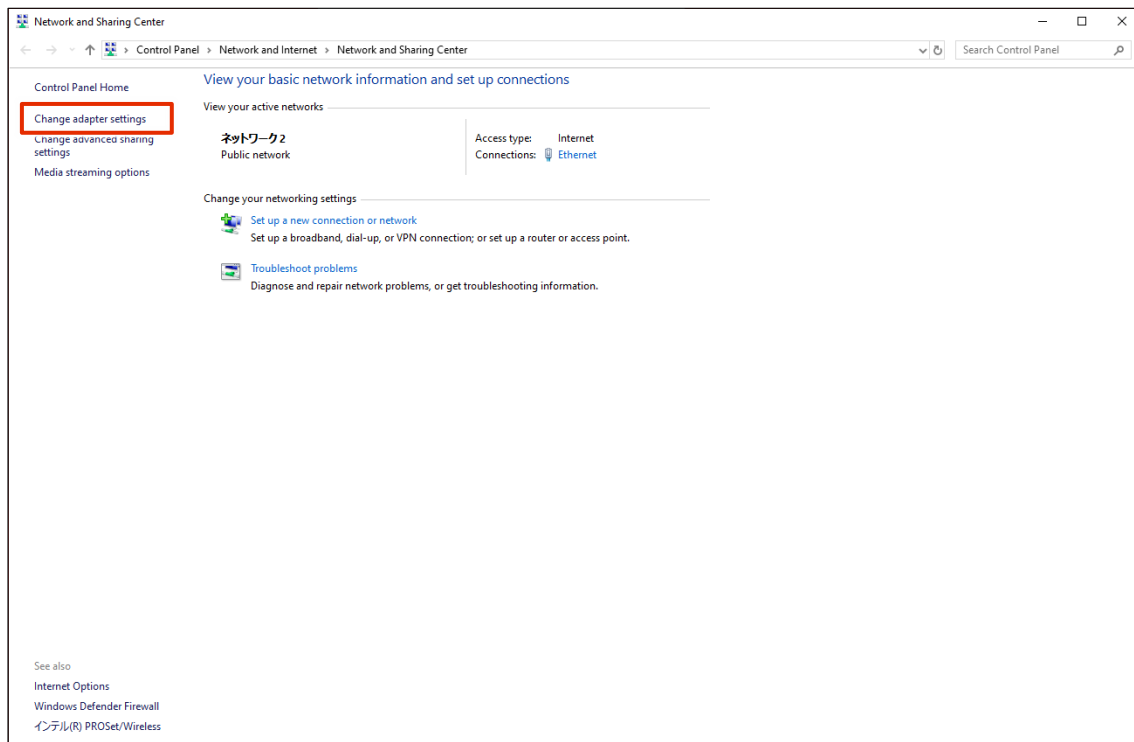 Network and Sharing Center
Control Panel › Network and Internet › Network and Sharing Center
Search Control Panel
Control Panel Home
Change adapter settings
Change advanced sharing
settings
Media streaming options
View your basic network information and set up connections
View your active networks
ネットワーク 2
Public network
Access type: Internet
Connections: Ethernet
Change your networking settings
Set up a new connection or network
Set up a broadband, dial-up, or VPN connection; or set up a router or access point.
Troubleshoot problems
Diagnose and repair network problems, or get troubleshooting information.
See also
Internet Options
Windows Defender Firewall
インテル(R) PROSet/Wireless